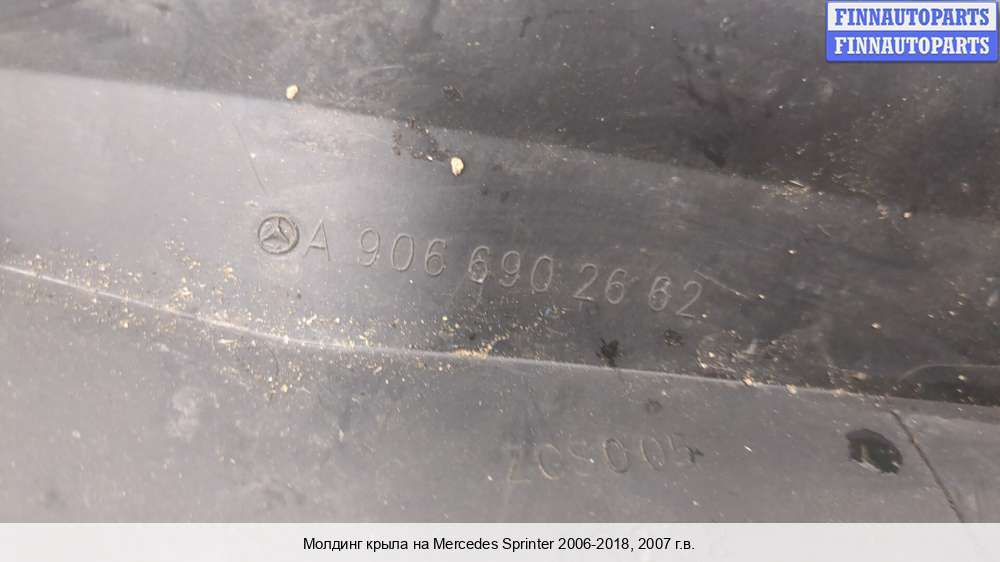 FINNAUTOPARTS
FINNAUTOPARTS
A 906 690 26 62
Молдинг крыла на Mercedes Sprinter 2006-2018, 2007 г.в.